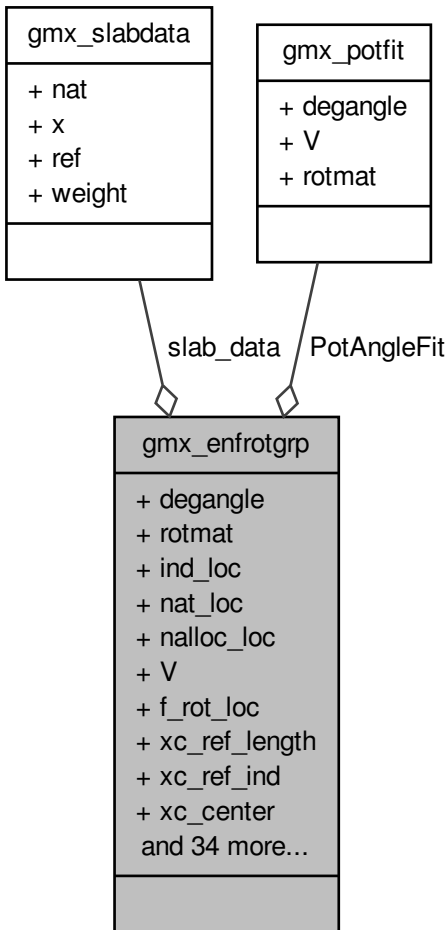 gmx_slabdata
+ nat
+ x
+ ref
+ weight
gmx_potfit
+ degangle
+ V
+ rotmat
slab_data
PotAngleFit
gmx_enfrotgrp
+ degangle
+ rotmat
+ ind_loc
+ nat_loc
+ nalloc_loc
+ V
+ f_rot_loc
+ xc_ref_length
+ xc_ref_ind
+ xc_center
and 34 more...